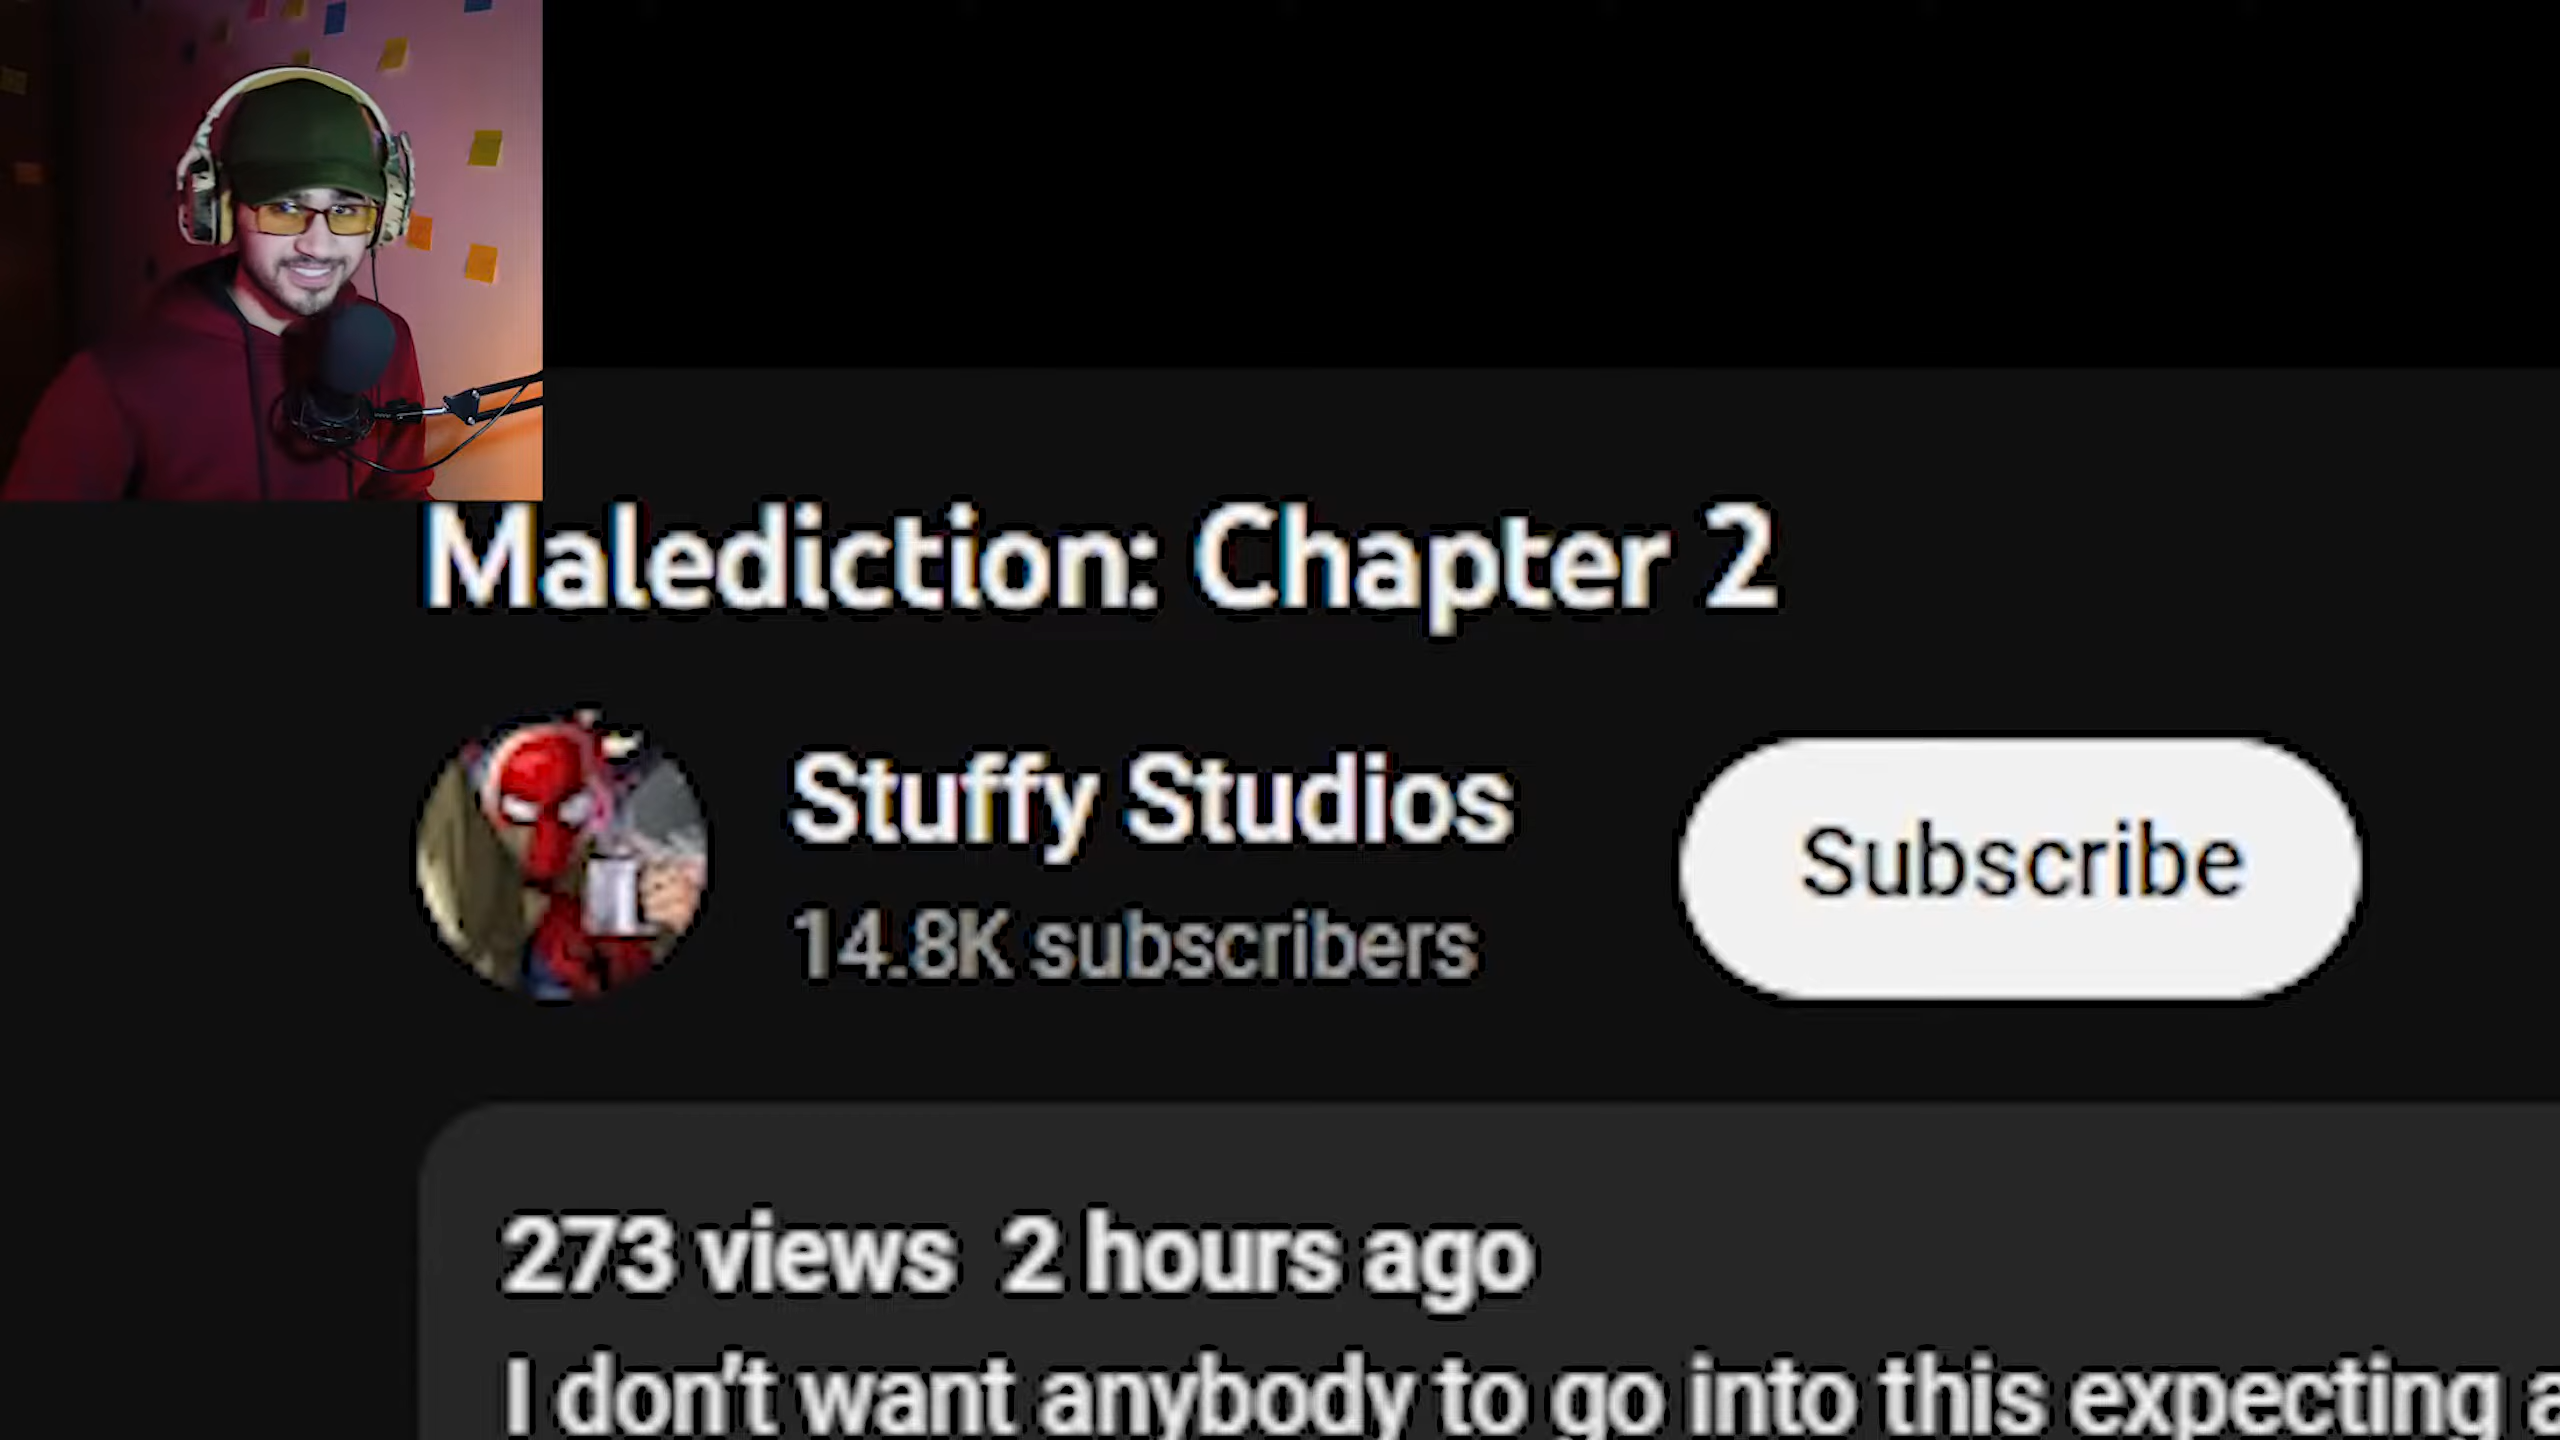 Malediction: Chapter 2
Stuffy Studios
14.8K subscribers
Subscribe
273 views 2 hours ago
I don't want anybody to go into this expecting